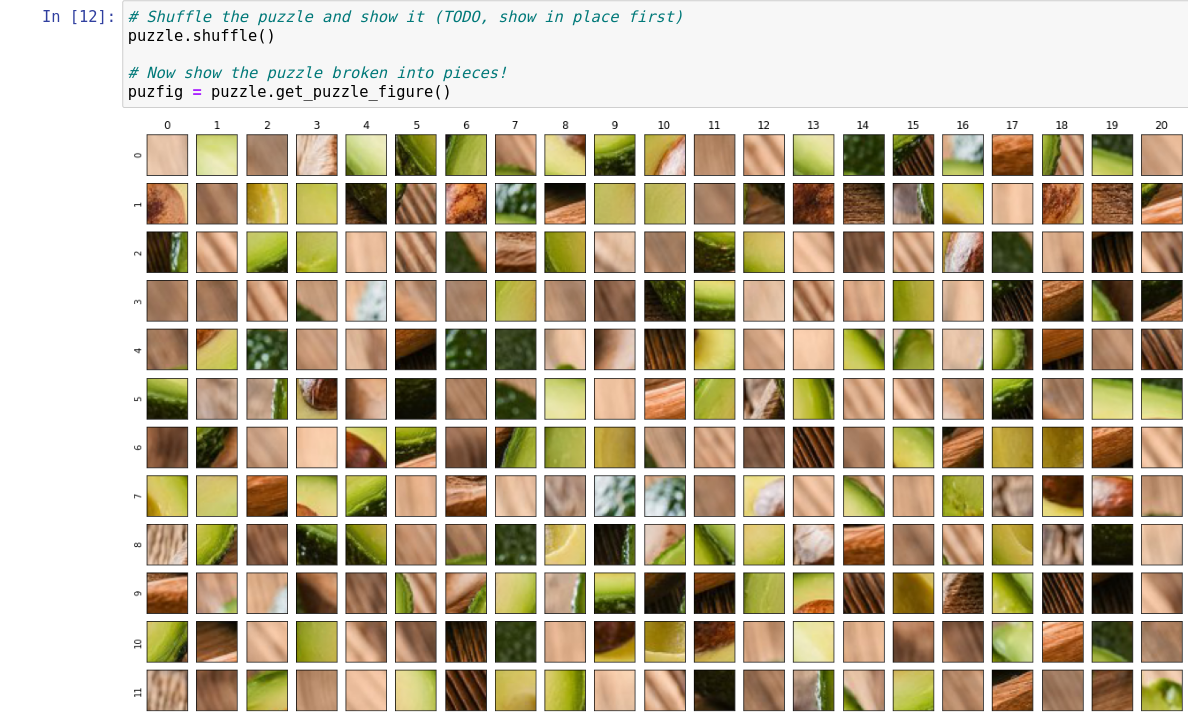 In [12]: # Shuffle the puzzle and show it (TODO, show in place first)
puzzle.shuffle()
# Now show the puzzle broken into pieces!
puzfig = puzzle.get_puzzle_figure()
0 1 2 3 4 5 6 7 8 9 10 11 12 13 14 15 16 17 18 19 20
0
1
2
3
4
5
6
7
8
9
10
11